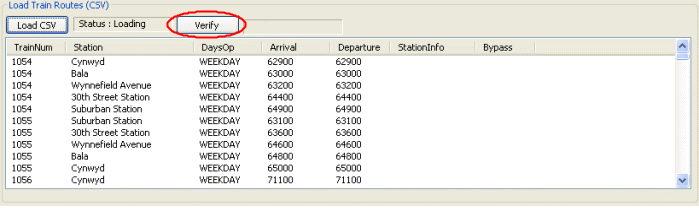 Load Train Routes (CSV)
Load CSV Status : Loading Verify
TrainNum Station DaysOp Arrival Departure StationInfo Bypass
1054 Cynwyd WEEKDAY 62900 62900
1054 Bala WEEKDAY 63000 63000
1054 Wynnefield Avenue WEEKDAY 63200 63200
1054 30th Street Station WEEKDAY 64400 64400
1054 Suburban Station WEEKDAY 64900 64900
1055 Suburban Station WEEKDAY 63100 63100
1055 30th Street Station WEEKDAY 63600 63600
1055 Wynnefield Avenue WEEKDAY 64600 64600
1055 Bala WEEKDAY 64800 64800
1055 Cynwyd WEEKDAY 65000 65000
1056 Cynwyd WEEKDAY 71100 71100